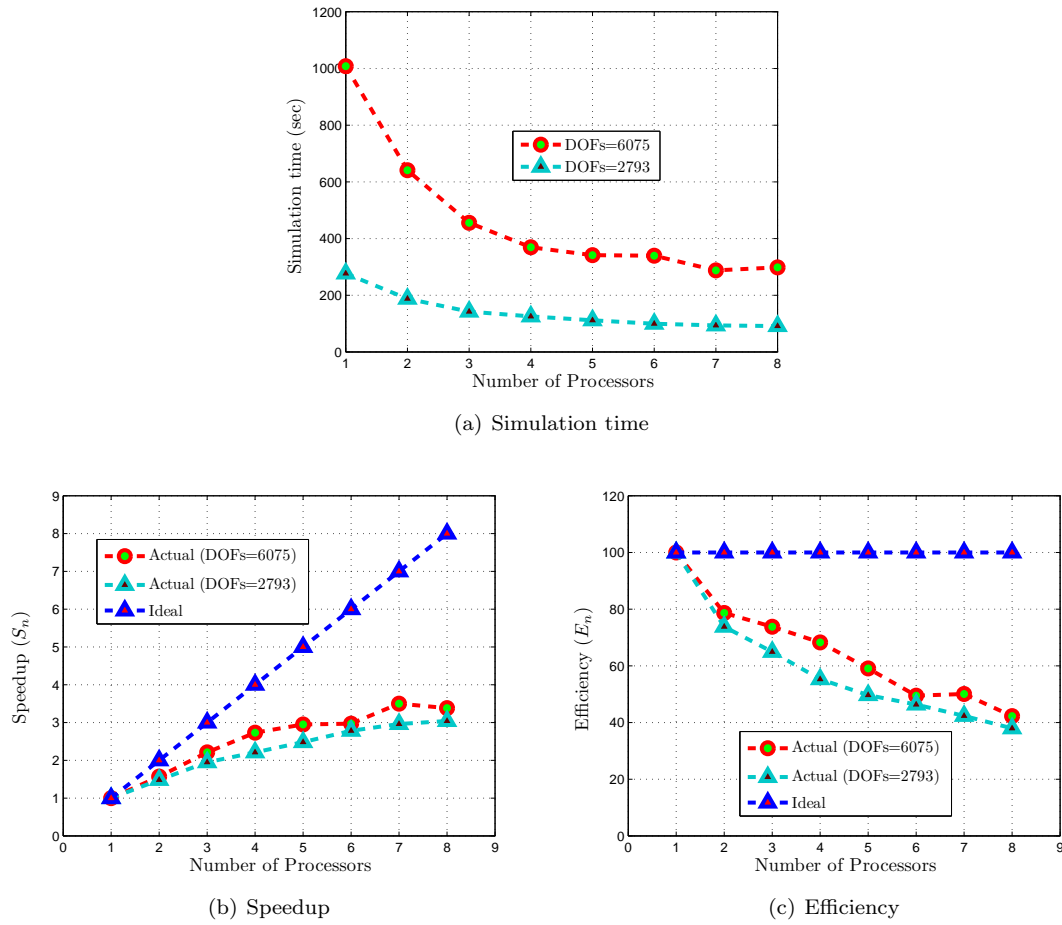 1200
1000
800
600
400
200
0
Simulation time (sec)
DOFs=6075
DOFs=2793
1 2 3 4 5 6 7 8
Number of Processors
(a) Simulation time
9
8
7
6
5
4
3
2
1
0
Speedup (Sn)
Actual (DOFs=6075)
Actual (DOFs=2793)
Ideal
0 1 2 3 4 5 6 7 8 9
Number of Processors
(b) Speedup
120
100
80
60
40
20
0
Efficiency (En)
Actual (DOFs=6075)
Actual (DOFs=2793)
Ideal
0 1 2 3 4 5 6 7 8 9
Number of Processors
(c) Efficiency